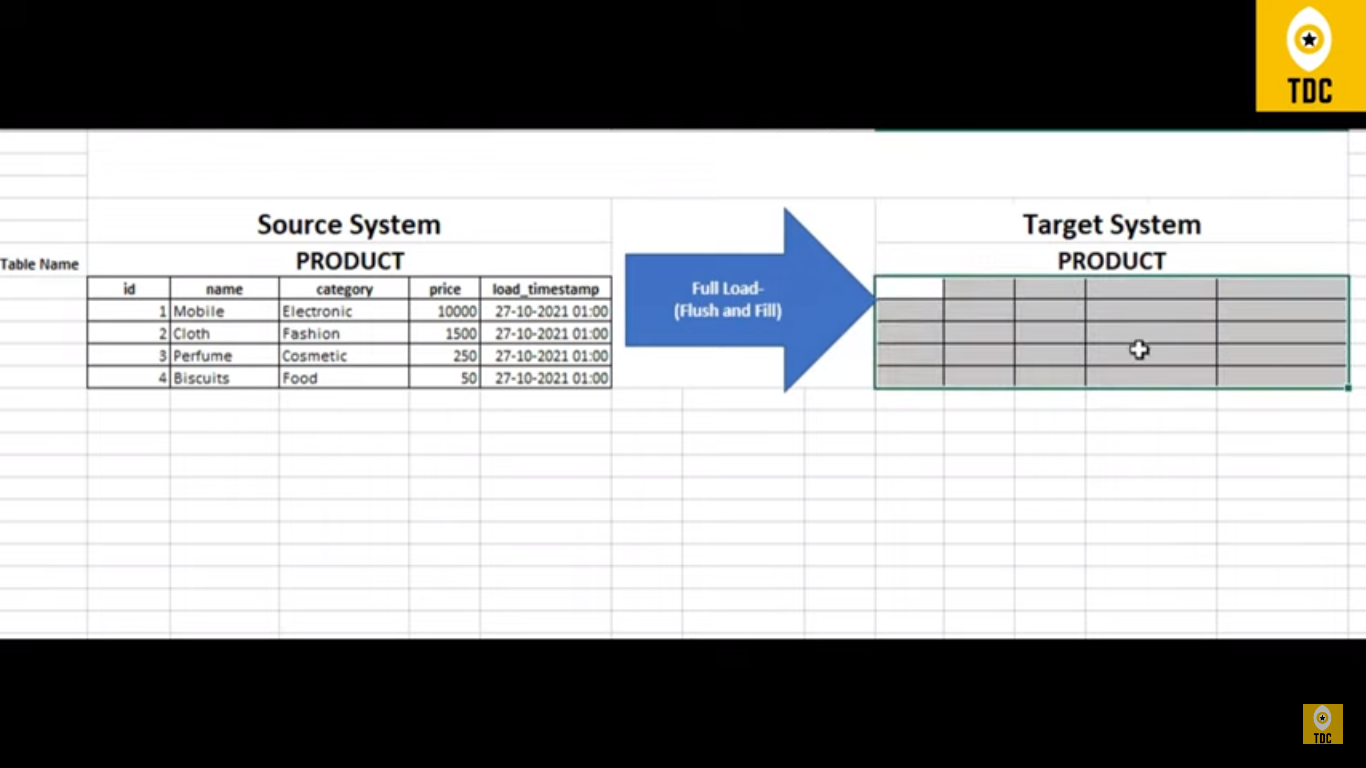 TDC
Source System
Target System
Table Name
PRODUCT
PRODUCT
id name category price load_timestamp
1 Mobile Electronic 10000 27-10-2021 01:00
2 Cloth Fashion 1500 27-10-2021 01:00
3 Perfume Cosmetic 250 27-10-2021 01:00
4 Biscuits Food 50 27-10-2021 01:00
Full Load-
(Flush and Fill)
TDC